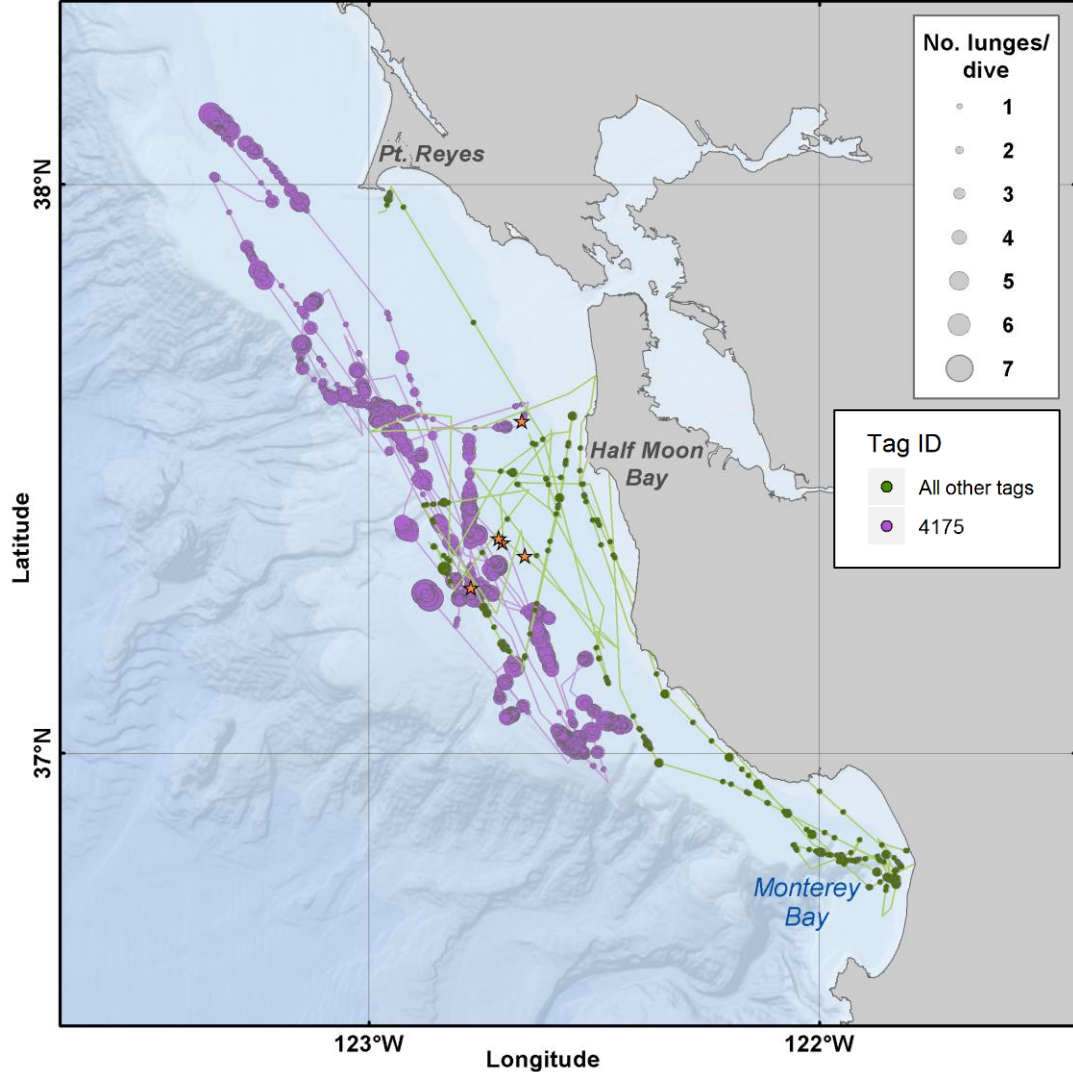 No. lunges/
dive
1
2
3
4
5
6
7
Pt. Reyes
38°N
Tag ID
All other tags
4175
Half Moon
Bay
Latitude
37°N
Monterey
Bay
123°W
122°W
Longitude